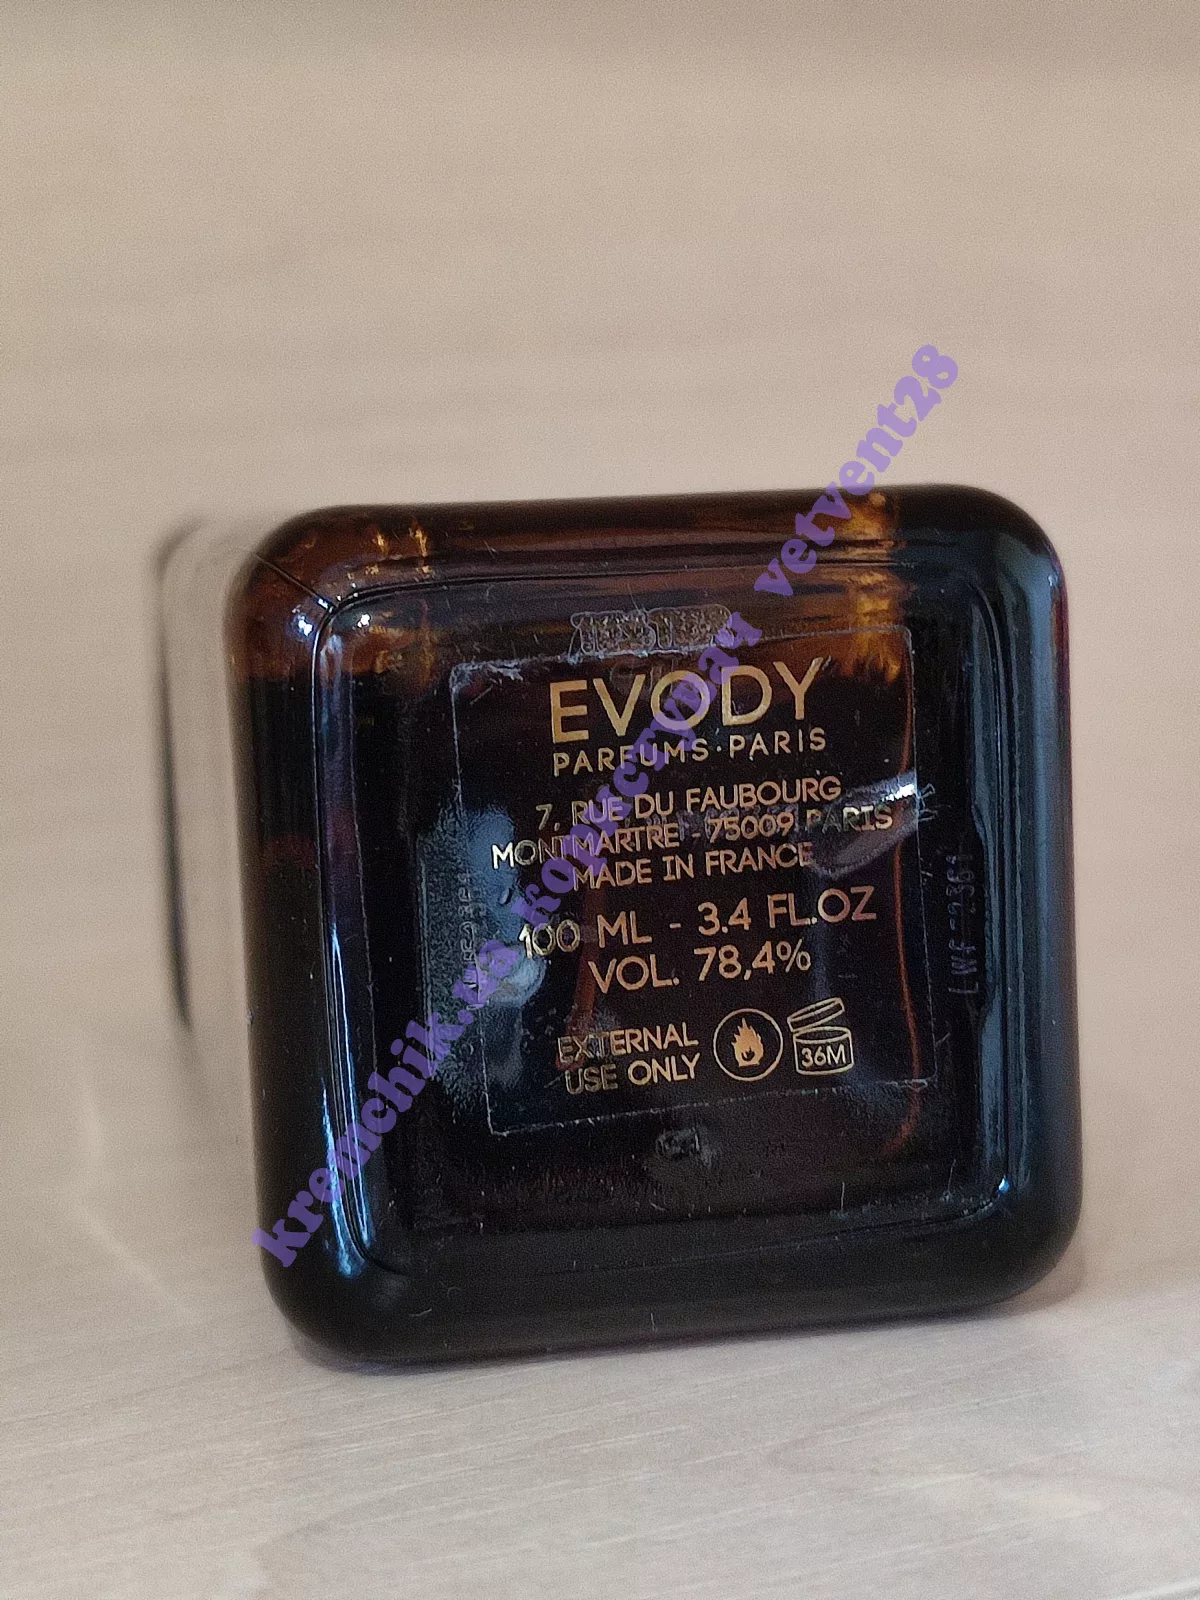 EVODY
PARFUMS·PARIS
7, RUE DU FAUBOURG
MONTMARTRE - 75009 PARIS
MADE IN FRANCE
100 ML - 3.4 FL.OZ
VOL. 78,4%
EXTERNAL
USE ONLY
36M
kremchik.us користувач vetvent28